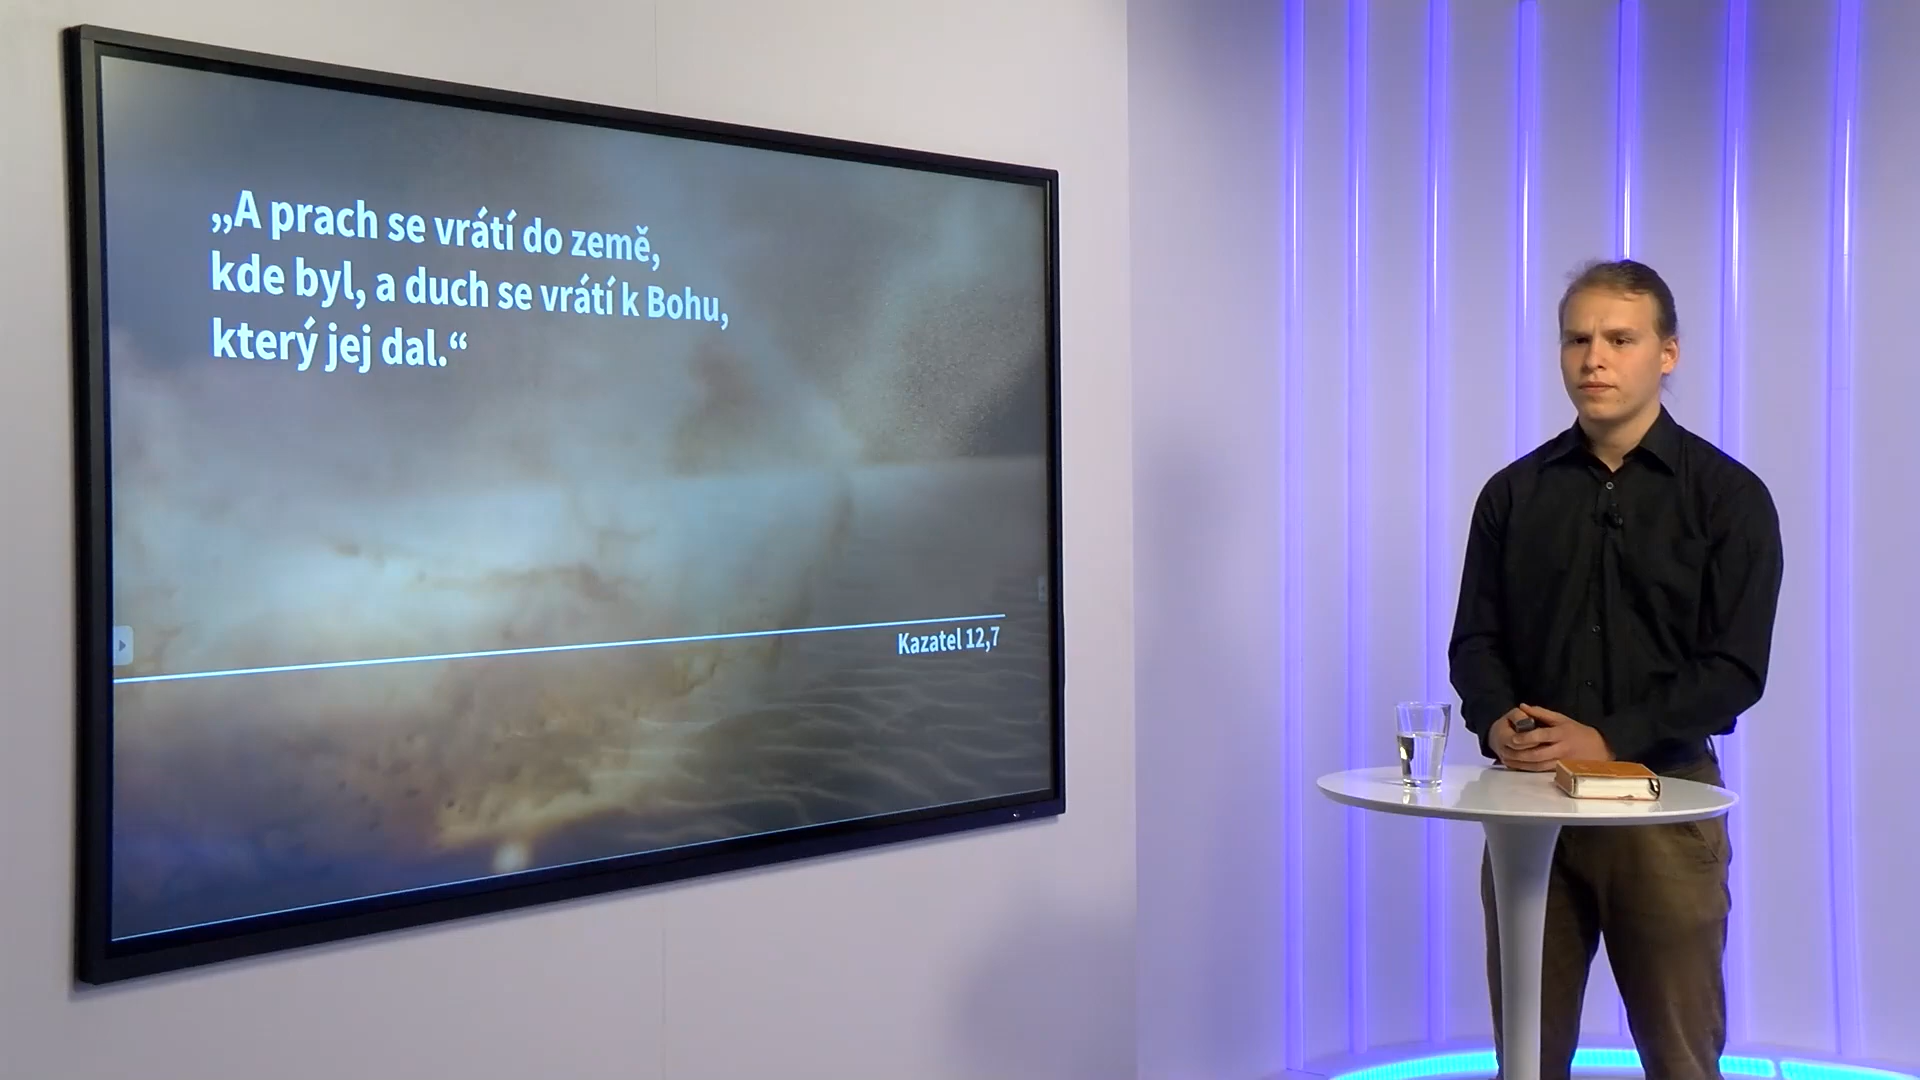 „A prach se vrátí do země,
kde byl, a duch se vrátí k Bohu,
který jej dal.“
Kazatel 12,7